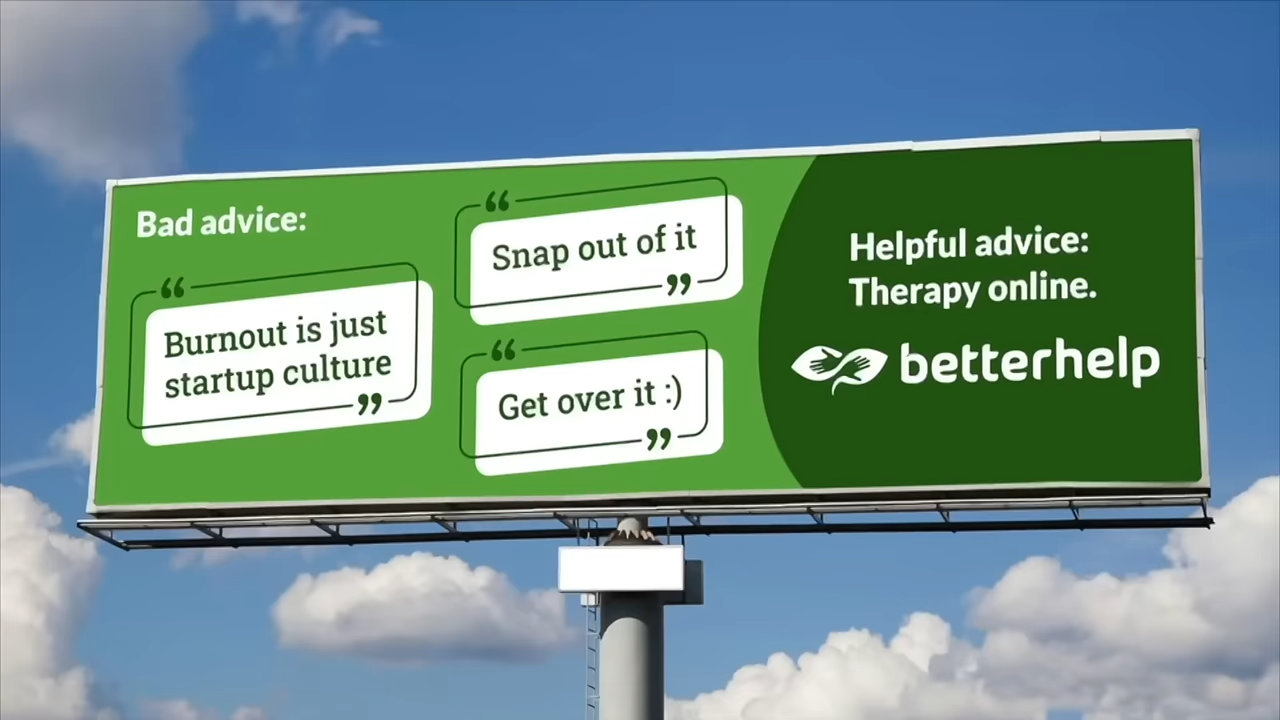 Bad advice:
“
Burnout is just
startup culture
”
“
Snap out of it
”
“
Get over it :)
”
Helpful advice:
Therapy online.
betterhelp